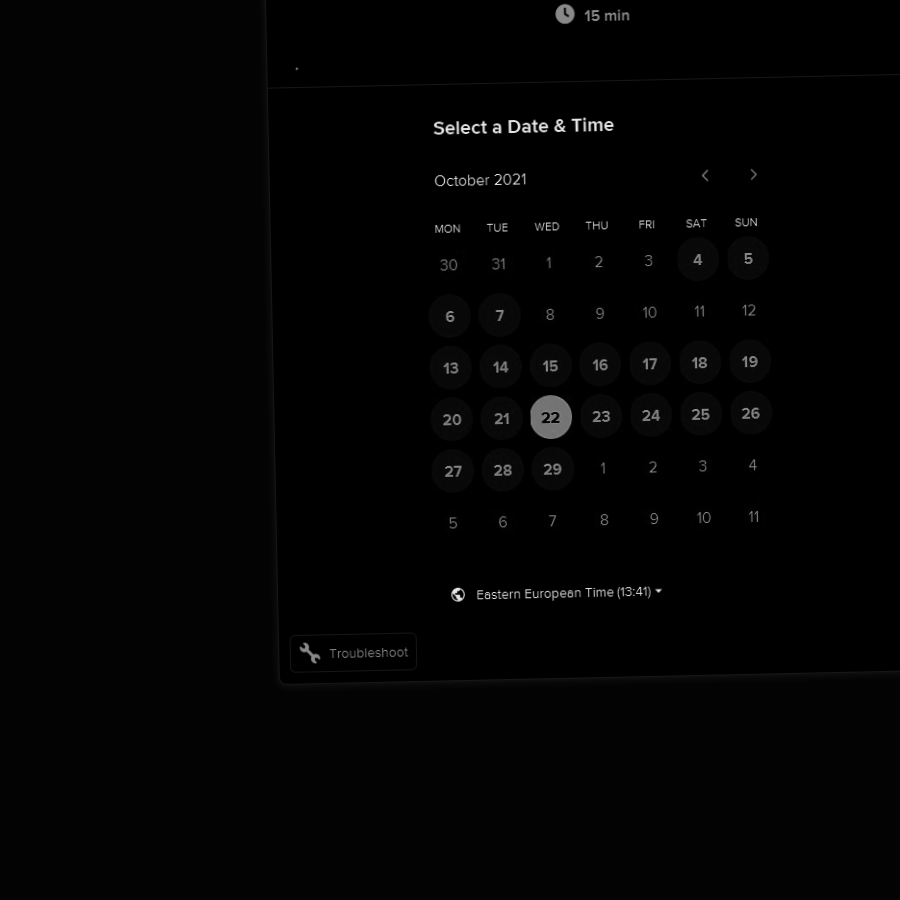 15 min
.
Select a Date & Time
October 2021
MON TUE WED THU FRI SAT SUN
30 31 1 2 3 4 5
6 7 8 9 10 11 12
13 14 15 16 17 18 19
20 21 22 23 24 25 26
27 28 29 1 2 3 4
5 6 7 8 9 10 11
Eastern European Time (13:41)
Troubleshoot